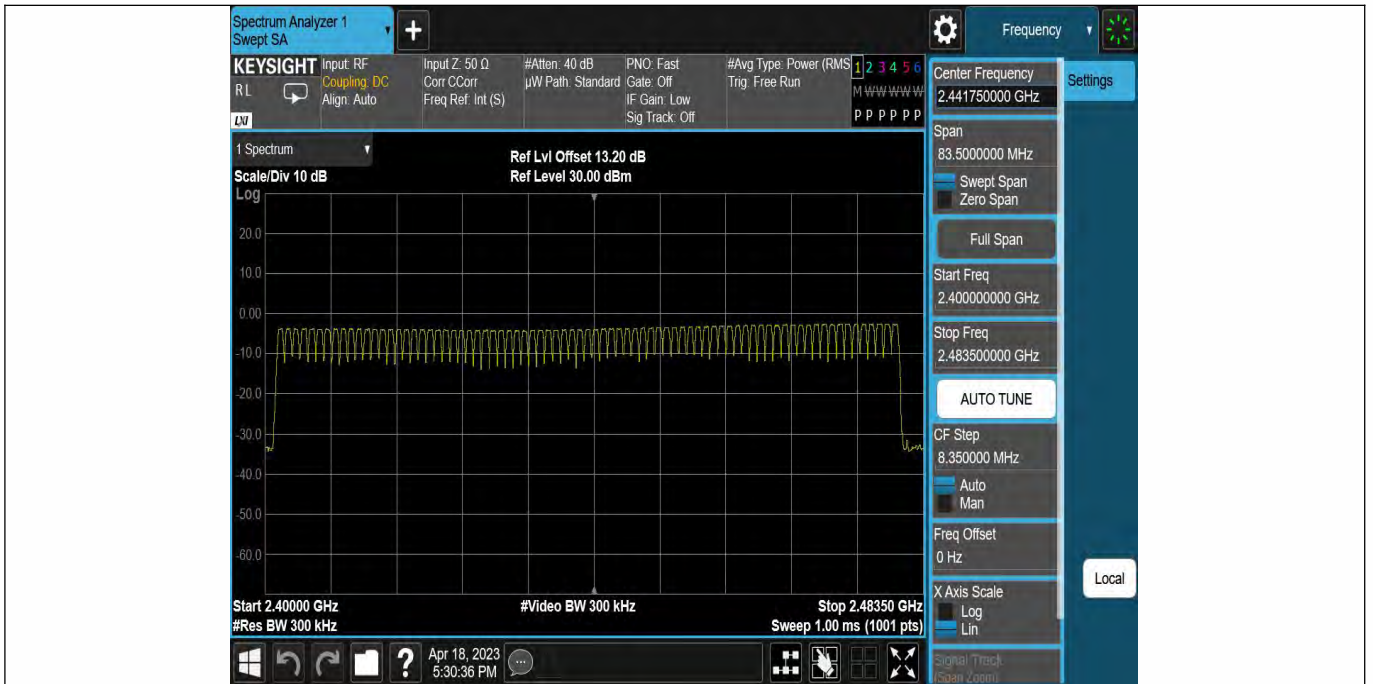 Spectrum Analyzer 1
Swept SA
+
Frequency
KEYSIGHT
Input: RF
Coupling: DC
Align: Auto
Input Z: 50 Ω
Corr CCorr
Freq Ref: Int (S)
#Atten: 40 dB
µW Path: Standard
PNO: Fast
Gate: Off
IF Gain: Low
Sig Track: Off
#Avg Type: Power (RMS
Trig: Free Run
1 2 3 4 5 6
M W W W W W
P P P P P P
R L
LXI
Center Frequency
2.441750000 GHz
Settings
Span
83.5000000 MHz
Swept Span
Zero Span
Full Span
Start Freq
2.400000000 GHz
Stop Freq
2.483500000 GHz
AUTO TUNE
CF Step
8.350000 MHz
Auto
Man
Freq Offset
0 Hz
X Axis Scale
Log
Lin
Signal Track
(Span Zoom)
Local
1 Spectrum
Scale/Div 10 dB
Log
Ref Lvl Offset 13.20 dB
Ref Level 30.00 dBm
20.0
10.0
0.00
-10.0
-20.0
-30.0
-40.0
-50.0
-60.0
Start 2.40000 GHz
#Res BW 300 kHz
#Video BW 300 kHz
Stop 2.48350 GHz
Sweep 1.00 ms (1001 pts)
?
Apr 18, 2023
5:30:36 PM